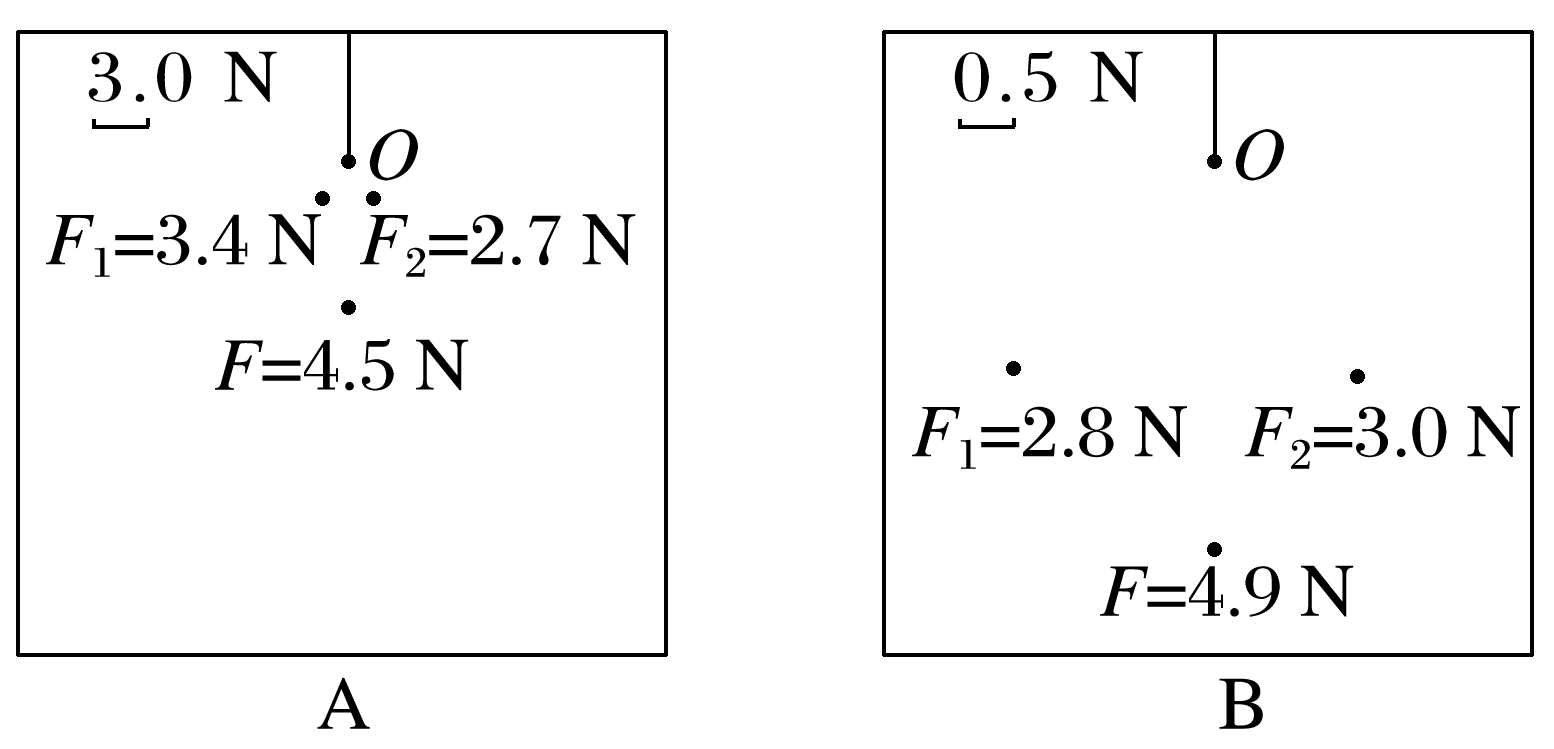 3.0 N
O
F₁=3.4 N F₂=2.7 N
F=4.5 N
A
0.5 N
O
F₁=2.8 N F₂=3.0 N
F=4.9 N
B